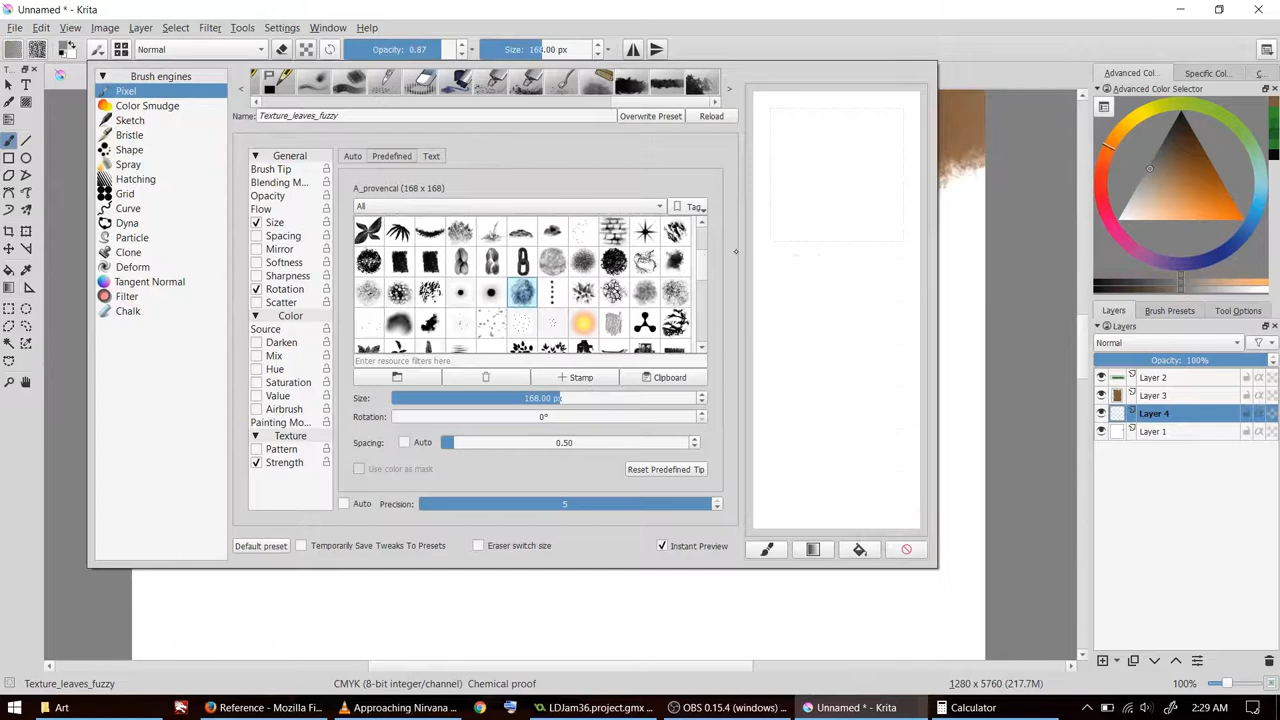 Unnamed * - Krita
File Edit View Image Layer Select Filter Tools Settings Window Help
Normal Opacity: 0.87 Size: 168.00 px
T...
Brush engines
Pixel
Color Smudge
Sketch
Bristle
Shape
Spray
Hatching
Grid
Curve
Dyna
Particle
Clone
Deform
Tangent Normal
Filter
Chalk
Name: Texture_leaves_fuzzy Overwrite Preset Reload
General
Brush Tip
Blending M...
Opacity
Flow
Size
Spacing
Mirror
Softness
Sharpness
Rotation
Scatter
Color
Source
Darken
Mix
Hue
Saturation
Value
Airbrush
Painting Mo...
Texture
Pattern
Strength
Auto Predefined Text
A_provencal (168 x 168)
All Tag
Enter resource filters here
Stamp Clipboard
Size: 168.00 px
Rotation: 0°
Spacing: Auto 0.50
Use color as mask Reset Predefined Tip
Auto Precision: 5
Default preset Temporarily Save Tweaks To Presets Eraser switch size Instant Preview
Advanced Col... Specific Col... C...
Advanced Color Selector
Layers Brush Presets Tool Options
Layers
Normal
Opacity: 100%
Layer 2
Layer 3
Layer 4
Layer 1
Texture_leaves_fuzzy CMYK (8-bit integer/channel) Chemical proof 1280 x 5760 (217.7M) 100%
Art Reference - Mozilla Fi... Approaching Nirvana ... LDJam36.project.gmx ... OBS 0.15.4 (windows) ... Unnamed * - Krita Calculator 2:29 AM